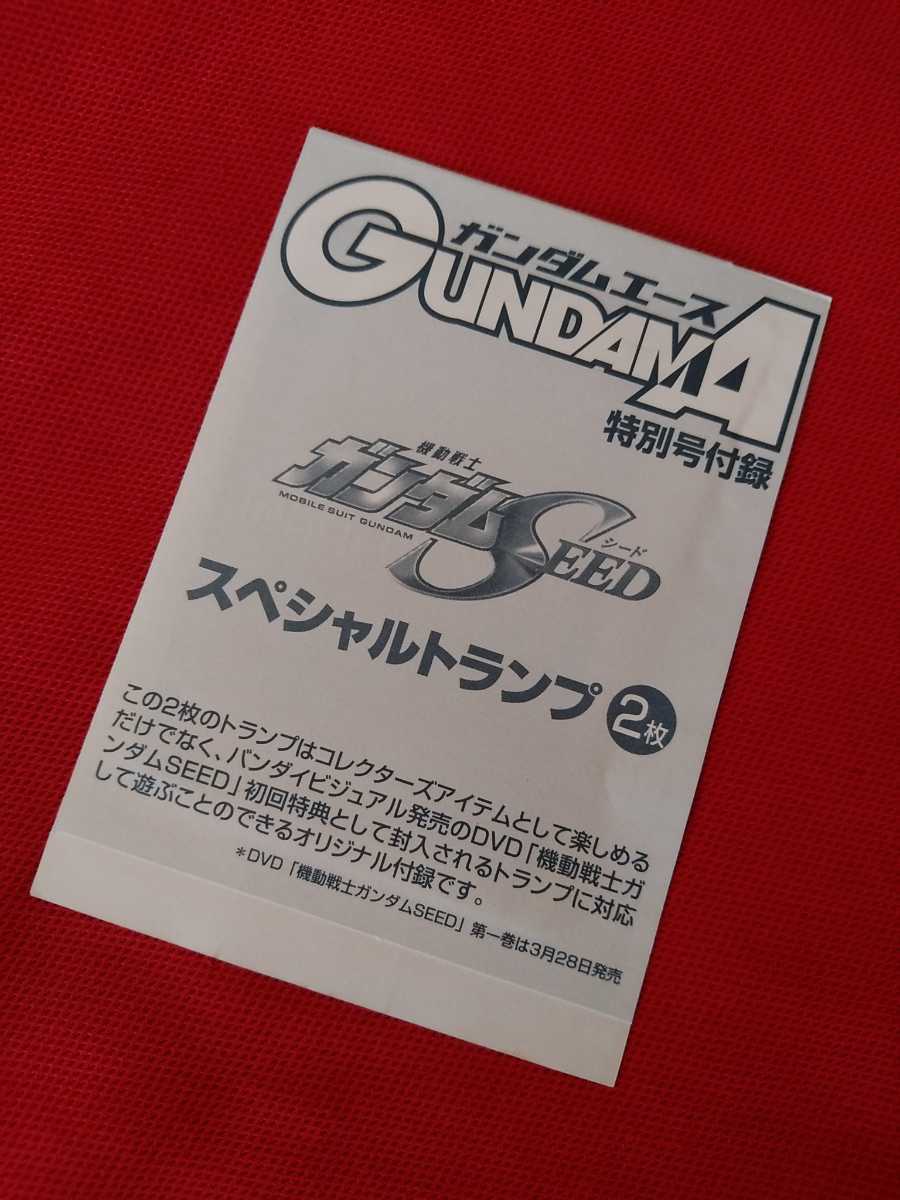 ガンダムエース
GUNDAM A
特別号付録
機動戦士
ガンダムSEED
シード
MOBILE SUIT GUNDAM
スペシャルトランプ 2枚
この2枚のトランプはコレクターズアイテムとして楽しめる
だけでなく、バンダイビジュアル発売のDVD「機動戦士ガ
ンダムSEED」初回特典として封入されるトランプに対応
して遊ぶことのできるオリジナル付録です。
＊DVD「機動戦士ガンダムSEED」第一巻は3月28日発売